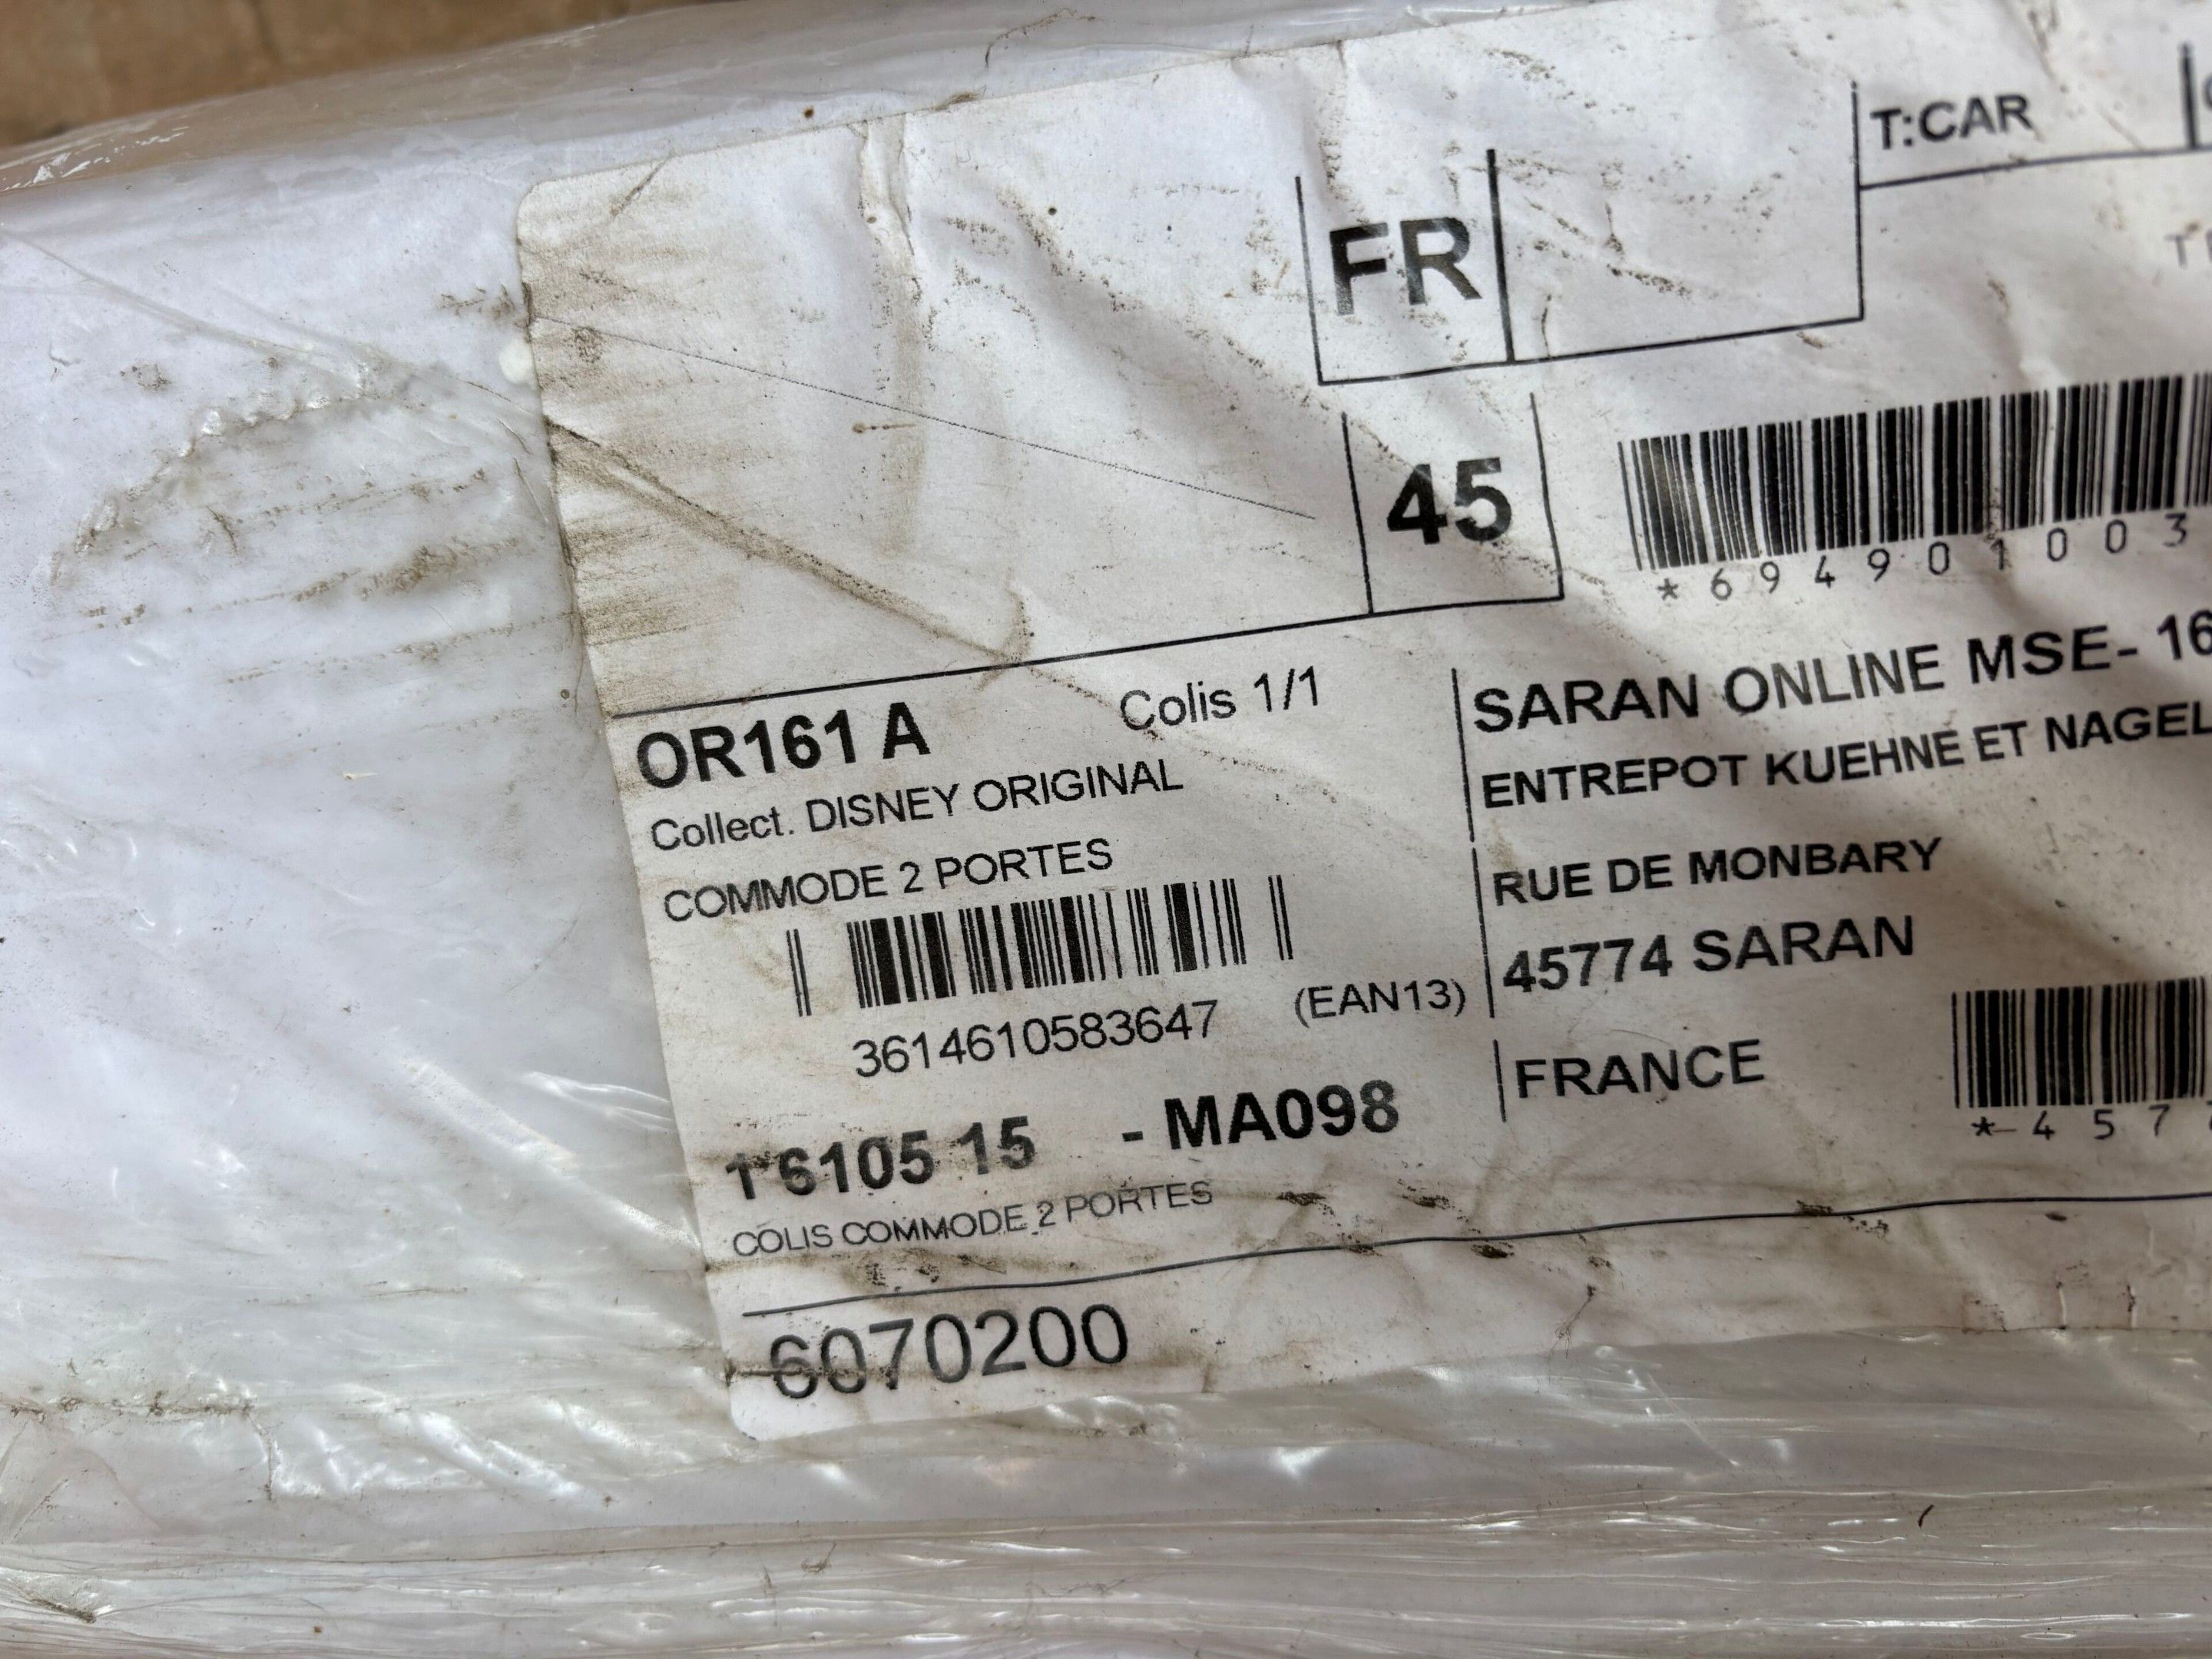 T:CAR
FR
45
*694901003
OR161 A
Colis 1/1
Collect. DISNEY ORIGINAL
COMMODE 2 PORTES
3614610583647 (EAN13)
1 6105 15 - MA098
COLIS COMMODE 2 PORTES
SARAN ONLINE MSE- 16
ENTREPOT KUEHNE ET NAGEL
RUE DE MONBARY
45774 SARAN
FRANCE
*457
6070200